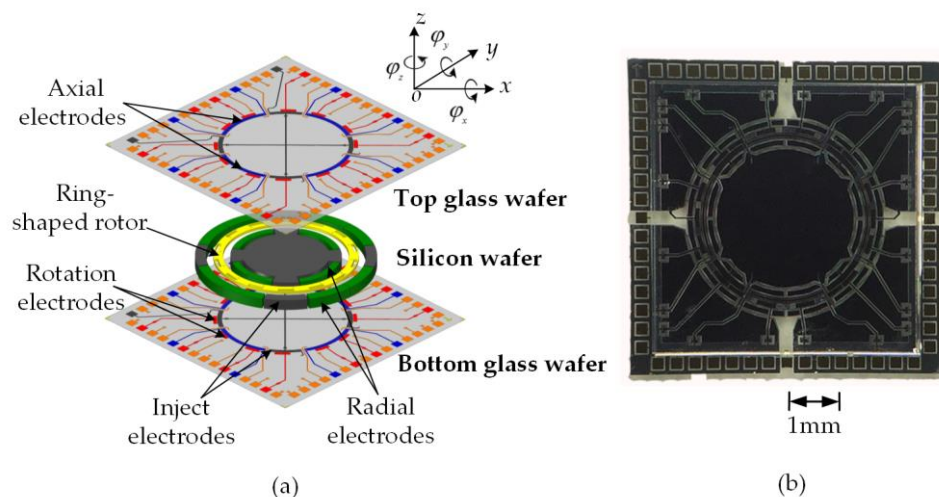 z
φy
y
φz
o
x
φx
Axial
electrodes
Top glass wafer
Ring-
shaped rotor
Silicon wafer
Rotation
electrodes
Bottom glass wafer
Inject
electrodes
Radial
electrodes
1mm
(a)
(b)